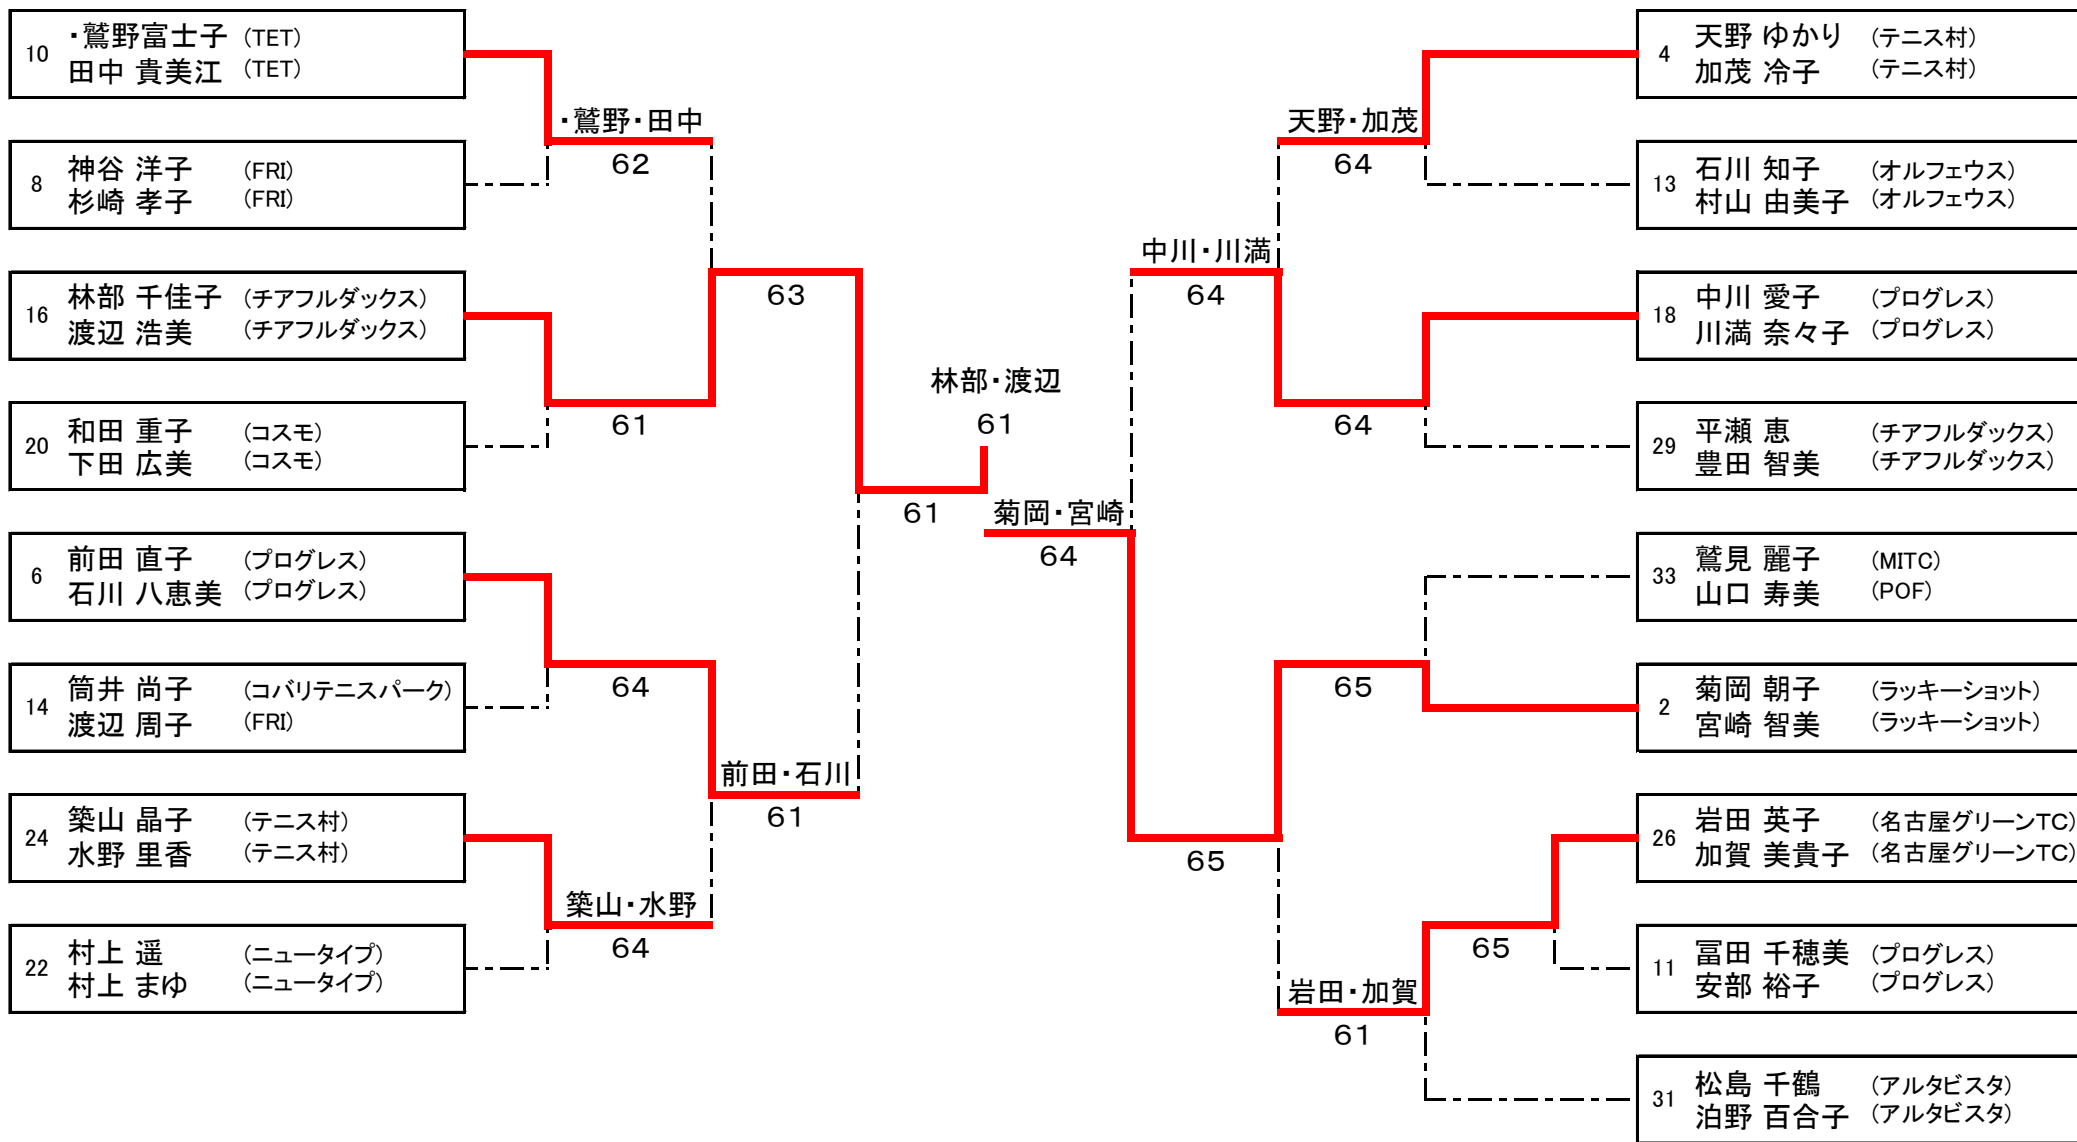 10 ・鷲野富士子 (TET)
田中 貴美江 (TET)
8 神谷 洋子 (FRI)
杉崎 孝子 (FRI)
16 林部 千佳子 (チアフルダックス)
渡辺 浩美 (チアフルダックス)
20 和田 重子 (コスモ)
下田 広美 (コスモ)
6 前田 直子 (プログレス)
石川 八恵美 (プログレス)
14 筒井 尚子 (コバリテニスパーク)
渡辺 周子 (FRI)
24 築山 晶子 (テニス村)
水野 里香 (テニス村)
22 村上 遥 (ニュータイプ)
村上 まゆ (ニュータイプ)
・鷲野・田中
62
61
64
築山・水野
64
63
前田・石川
61
林部・渡辺
61
61
菊岡・宮崎
64
中川・川満
64
65
天野・加茂
64
64
65
岩田・加賀
61
65
4 天野 ゆかり (テニス村)
加茂 冷子 (テニス村)
13 石川 知子 (オルフェウス)
村山 由美子 (オルフェウス)
18 中川 愛子 (プログレス)
川満 奈々子 (プログレス)
29 平瀬 恵 (チアフルダックス)
豊田 智美 (チアフルダックス)
33 鷲見 麗子 (MITC)
山口 寿美 (POF)
2 菊岡 朝子 (ラッキーショット)
宮崎 智美 (ラッキーショット)
26 岩田 英子 (名古屋グリーンTC)
加賀 美貴子 (名古屋グリーンTC)
11 冨田 千穂美 (プログレス)
安部 裕子 (プログレス)
31 松島 千鶴 (アルタビスタ)
泊野 百合子 (アルタビスタ)